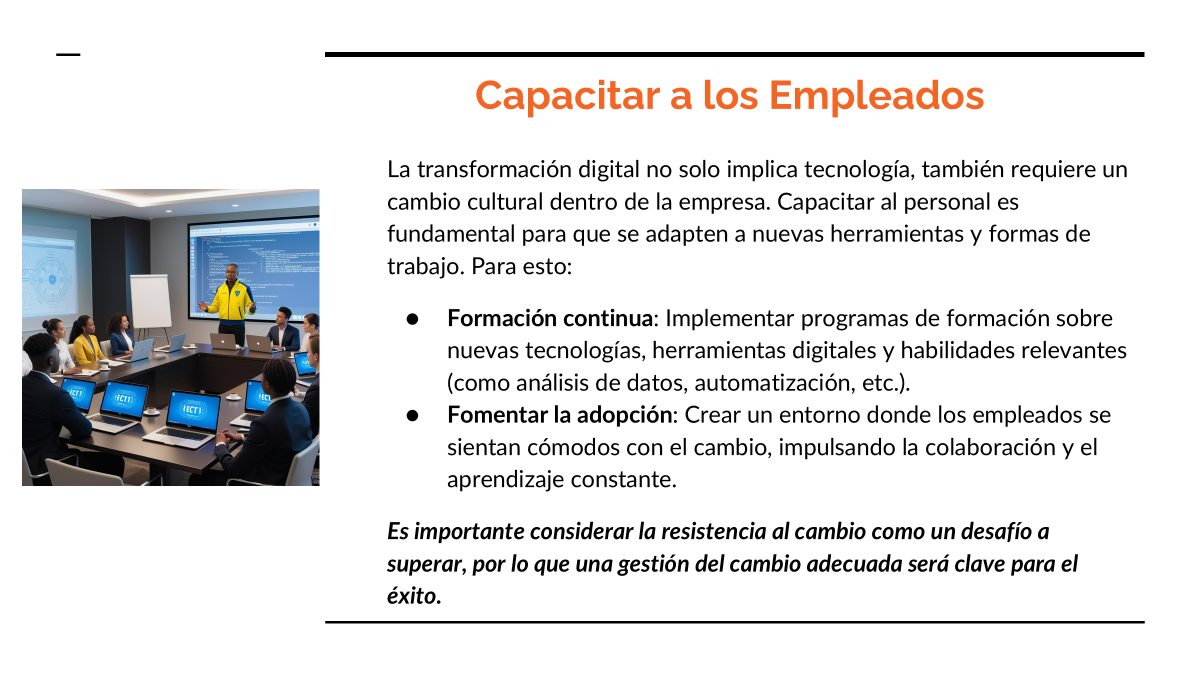 Capacitar a los Empleados
La transformación digital no solo implica tecnología, también requiere un
cambio cultural dentro de la empresa. Capacitar al personal es
fundamental para que se adapten a nuevas herramientas y formas de
trabajo. Para esto:
● Formación continua: Implementar programas de formación sobre
nuevas tecnologías, herramientas digitales y habilidades relevantes
(como análisis de datos, automatización, etc.).
● Fomentar la adopción: Crear un entorno donde los empleados se
sientan cómodos con el cambio, impulsando la colaboración y el
aprendizaje constante.
Es importante considerar la resistencia al cambio como un desafío a
superar, por lo que una gestión del cambio adecuada será clave para el
éxito.